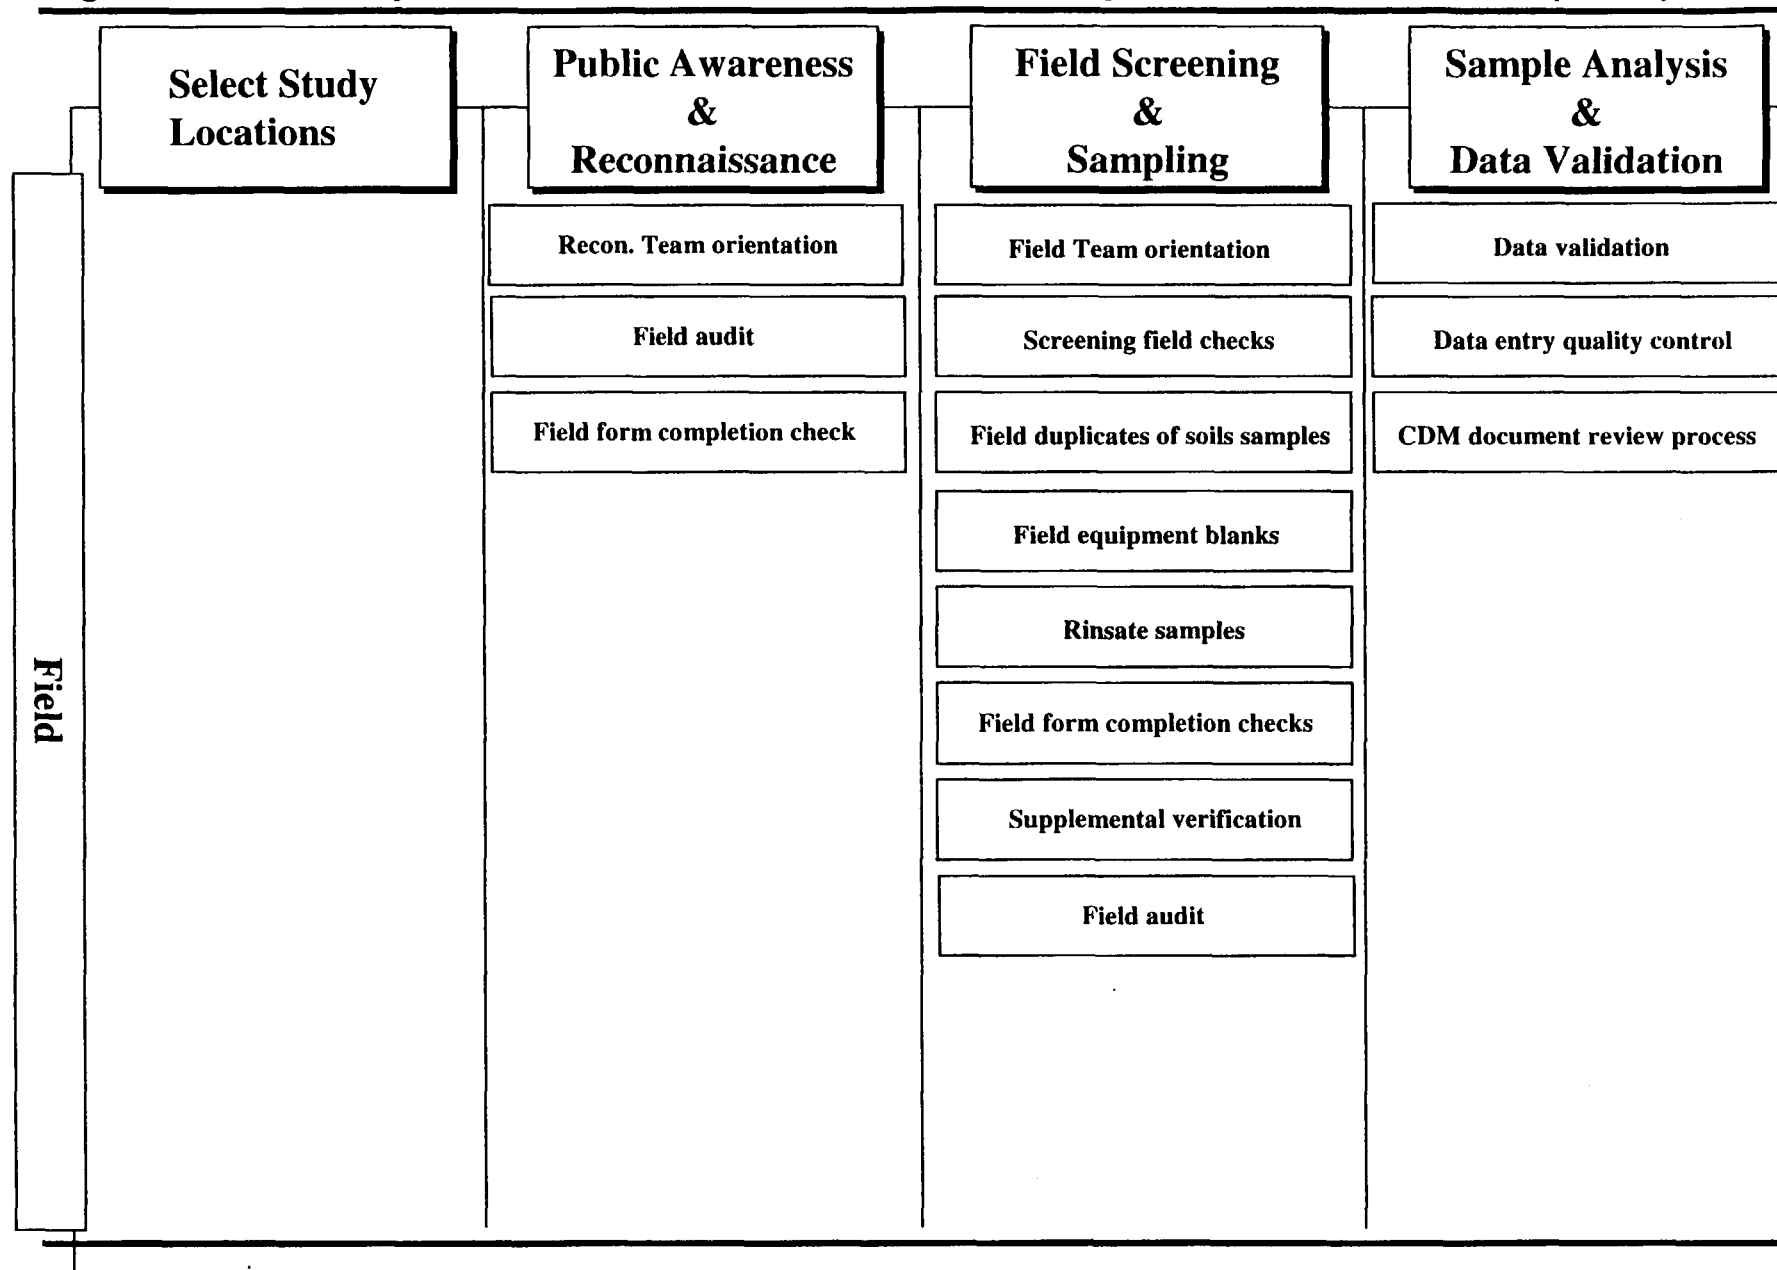 Select Study
Locations
Public Awareness
&
Reconnaissance
Field Screening
&
Sampling
Sample Analysis
&
Data Validation
Field
Recon. Team orientation
Field audit
Field form completion check
Field Team orientation
Screening field checks
Field duplicates of soils samples
Field equipment blanks
Rinsate samples
Field form completion checks
Supplemental verification
Field audit
Data validation
Data entry quality control
CDM document review process